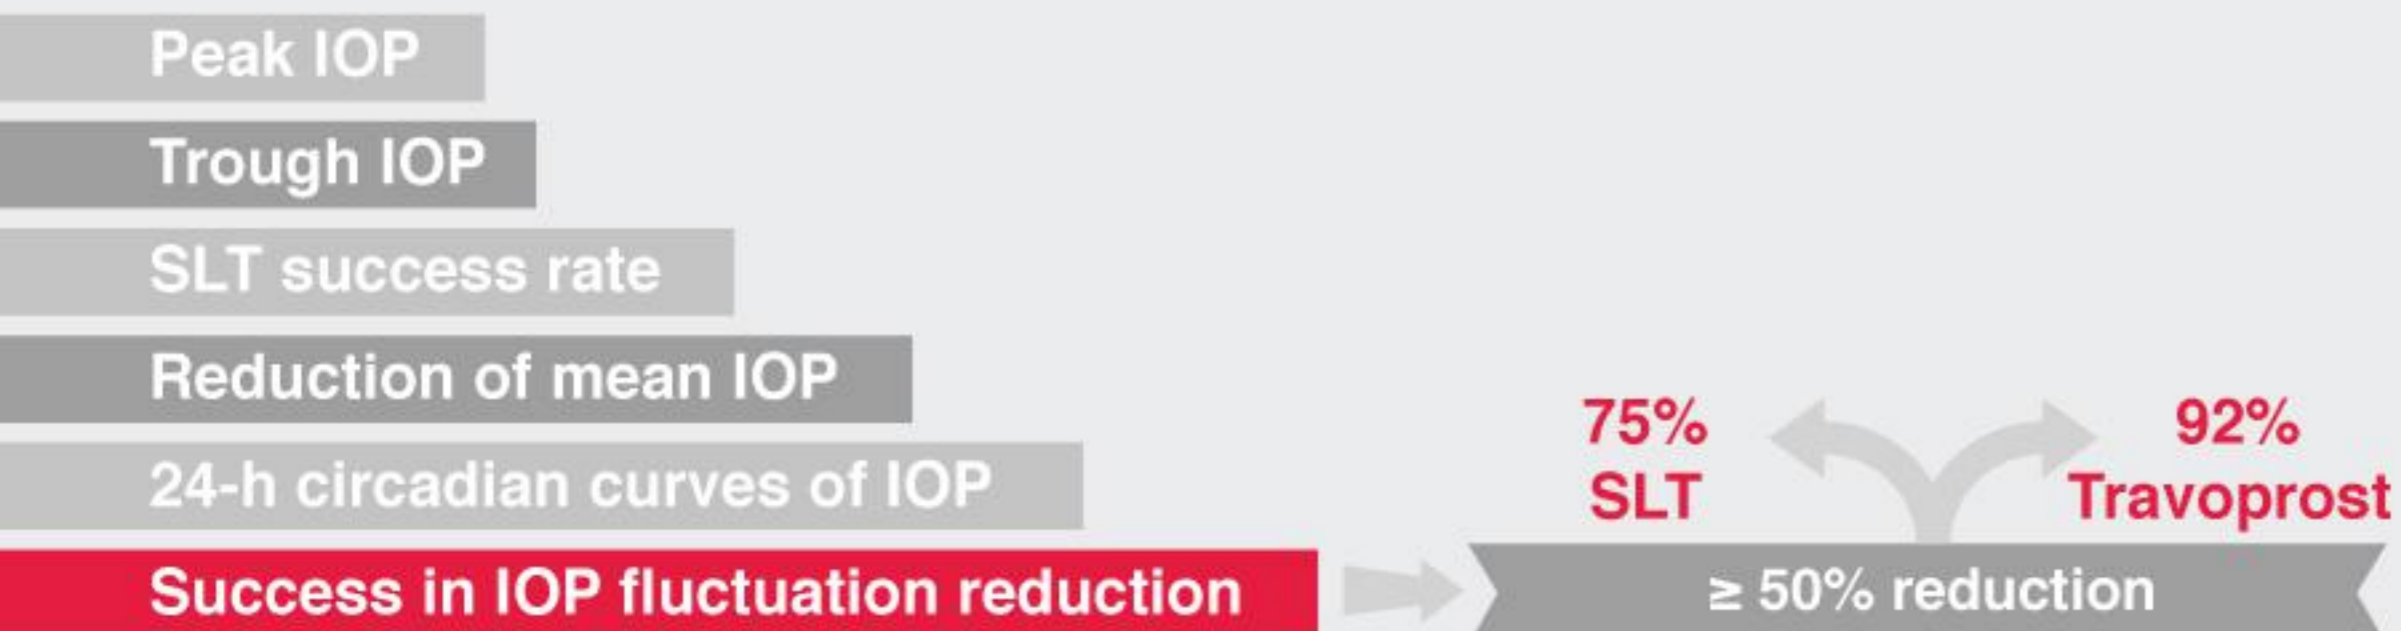 Peak IOP
Trough IOP
SLT success rate
Reduction of mean IOP
24-h circadian curves of IOP
Success in IOP fluctuation reduction
75%
SLT
92%
Travoprost
≥ 50% reduction